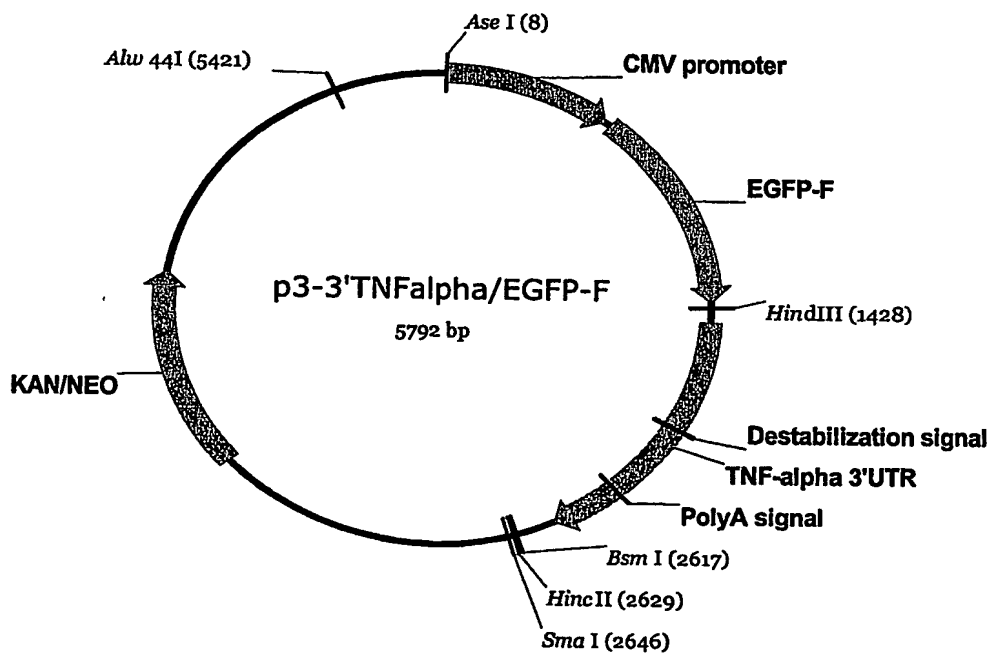 Ase I (8)
Alw 44I (5421)
CMV promoter
EGFP-F
p3-3'TNFalpha/EGFP-F
5792 bp
HindIII (1428)
KAN/NEO
Destabilization signal
TNF-alpha 3'UTR
PolyA signal
Bsm I (2617)
HincII (2629)
Sma I (2646)